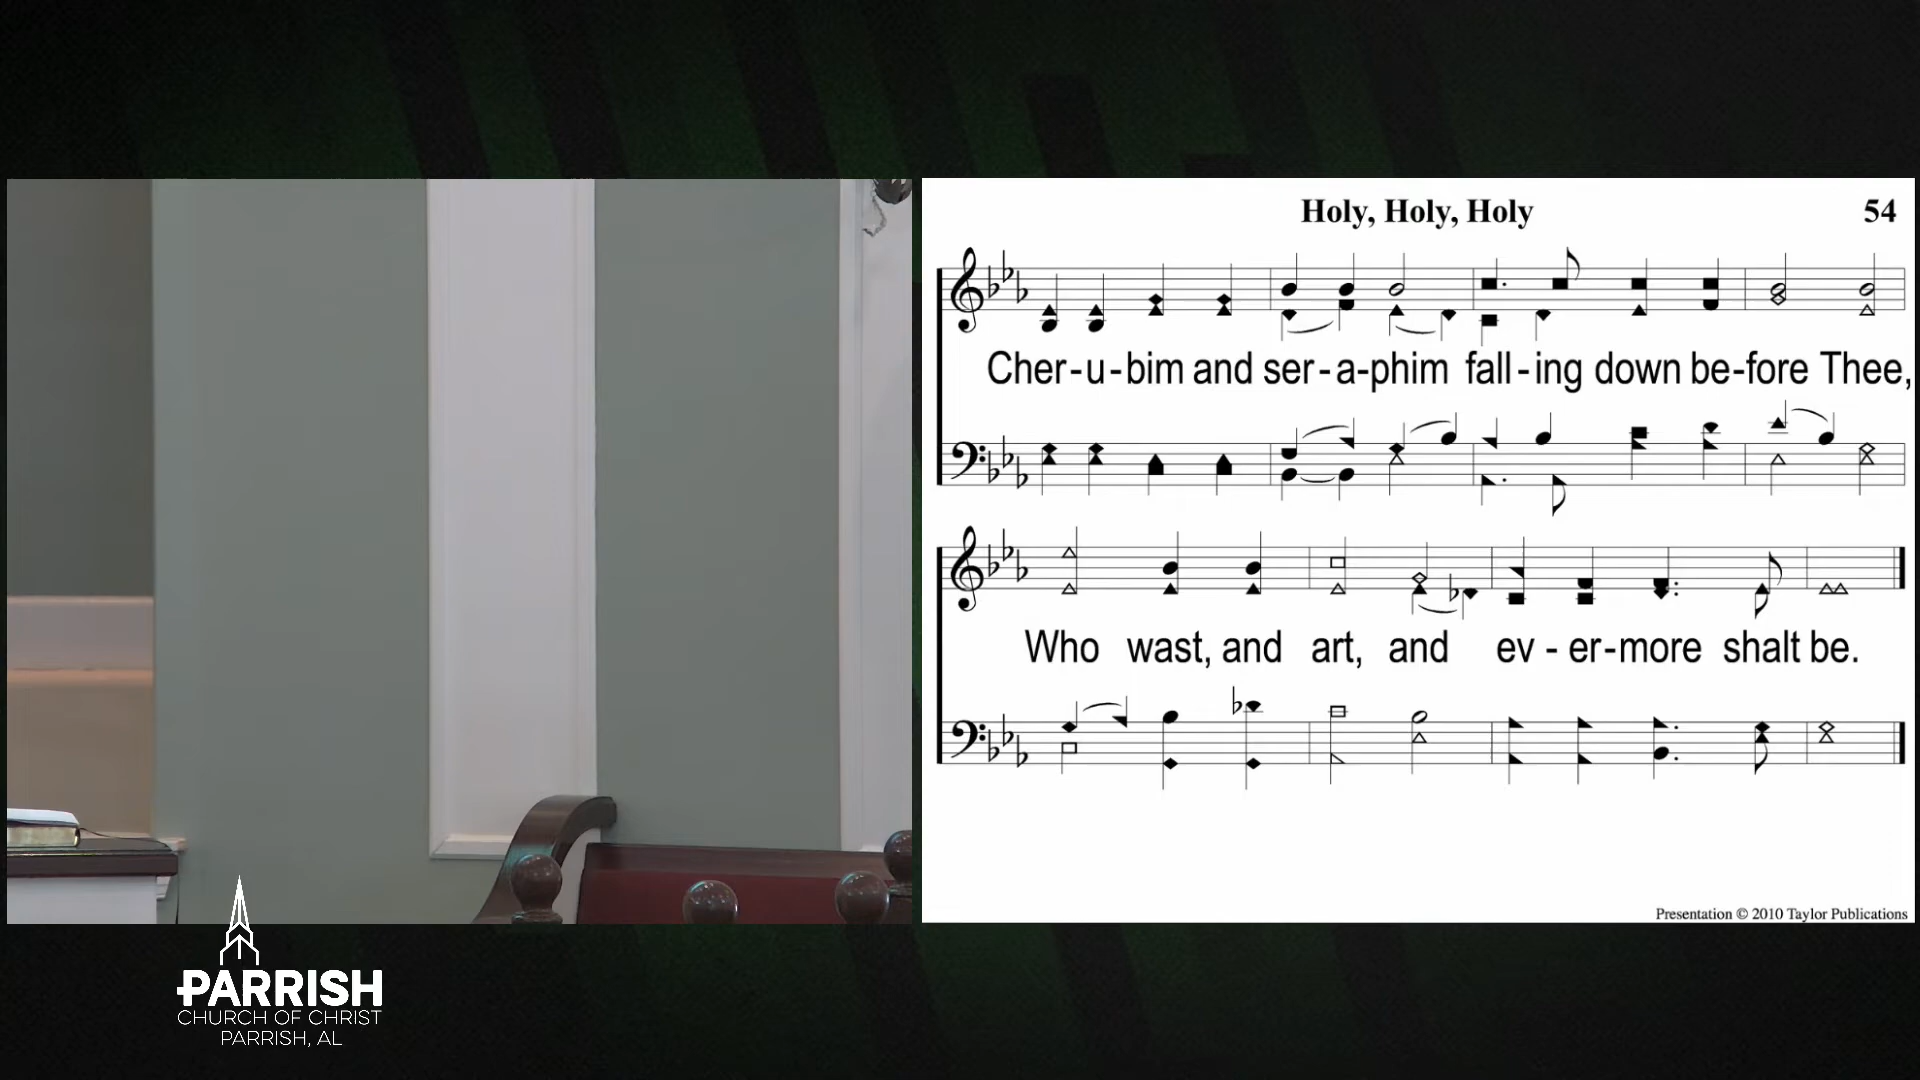 Holy, Holy, Holy 54
Cher-u-bim and ser-a-phim fall-ing down be-fore Thee,
Who wast, and art, and ev-er-more shalt be.
Presentation © 2010 Taylor Publications
PARRISH
CHURCH OF CHRIST
PARRISH, AL